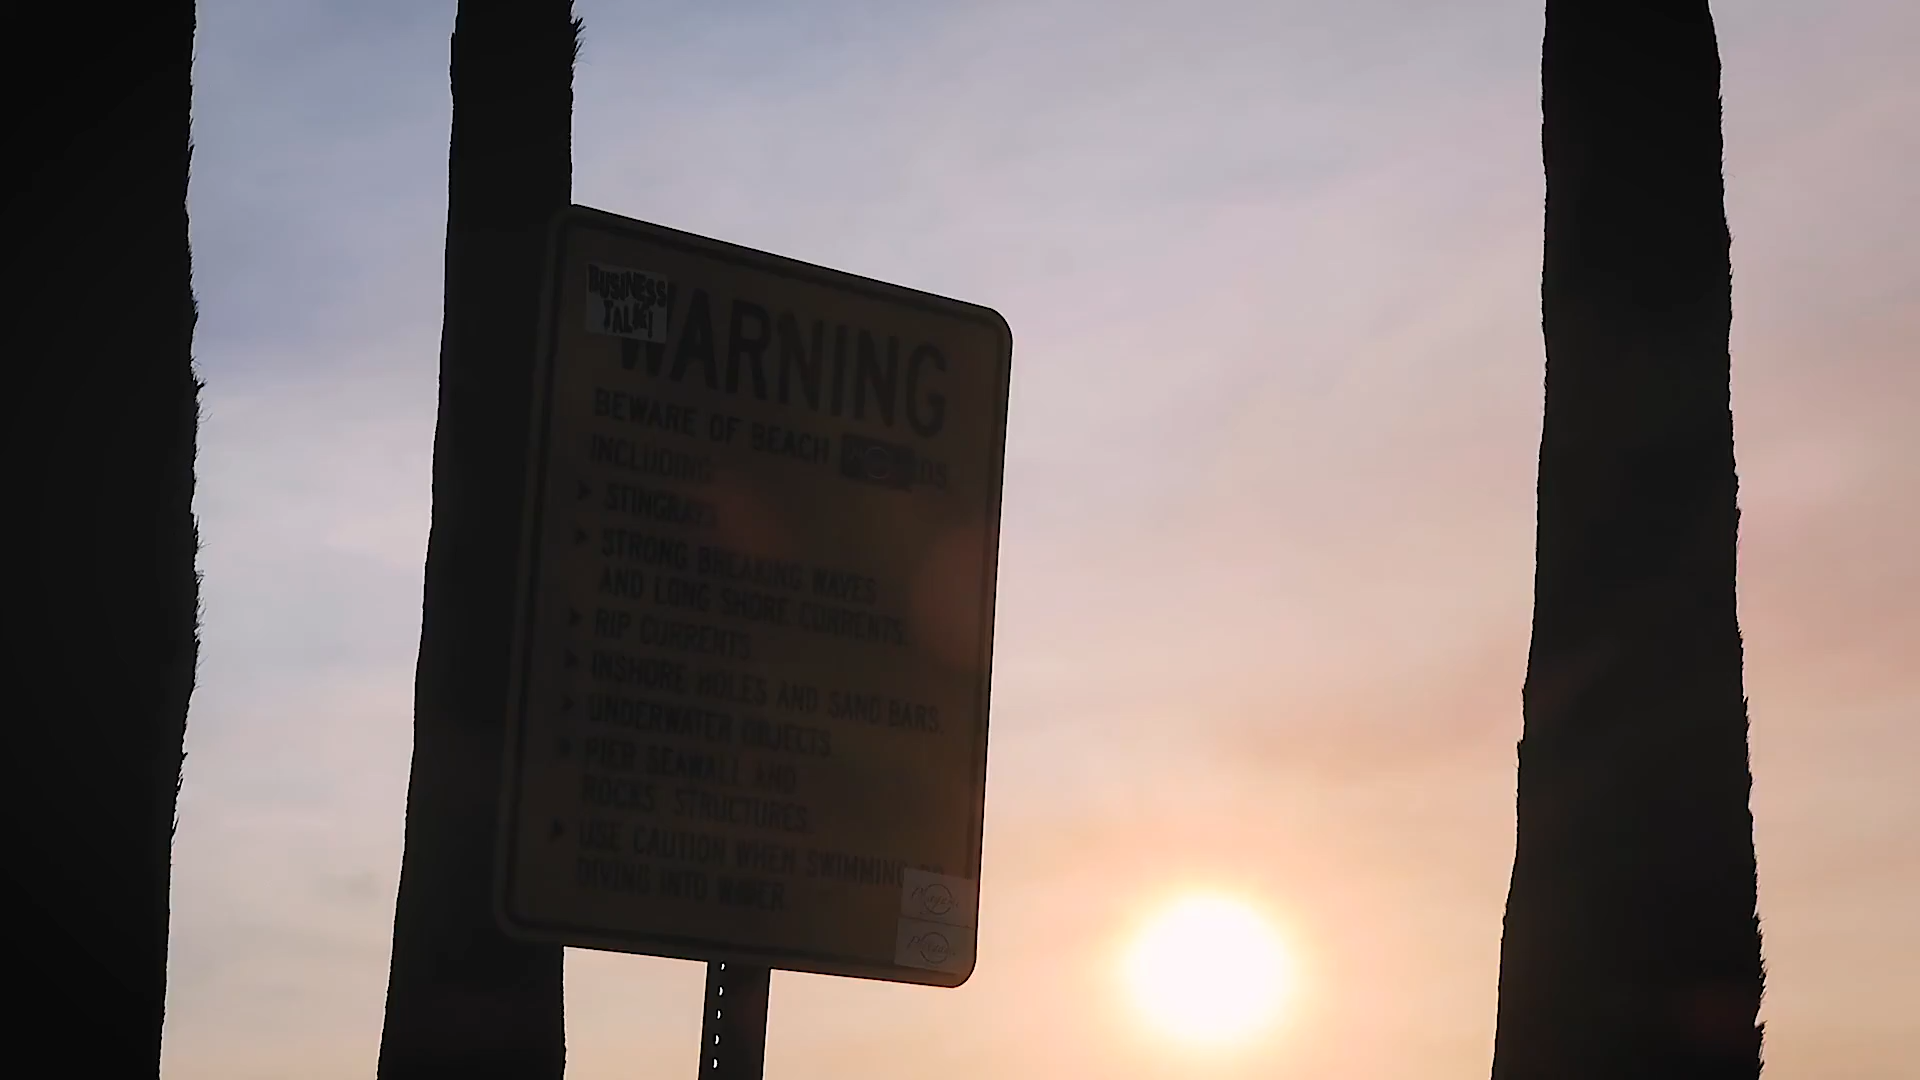 BUSINESS
TALK!
WARNING
BEWARE OF BEACH
INCLUDING:
STINGRAYS
STRONG BREAKING WAVES
AND LONG SHORE CURRENTS.
RIP CURRENTS.
INSHORE HOLES AND SAND BARS.
UNDERWATER OBJECTS.
PIER SEAWALL AND
ROCKS STRUCTURES.
USE CAUTION WHEN SWIMMING
DIVING INTO WATER